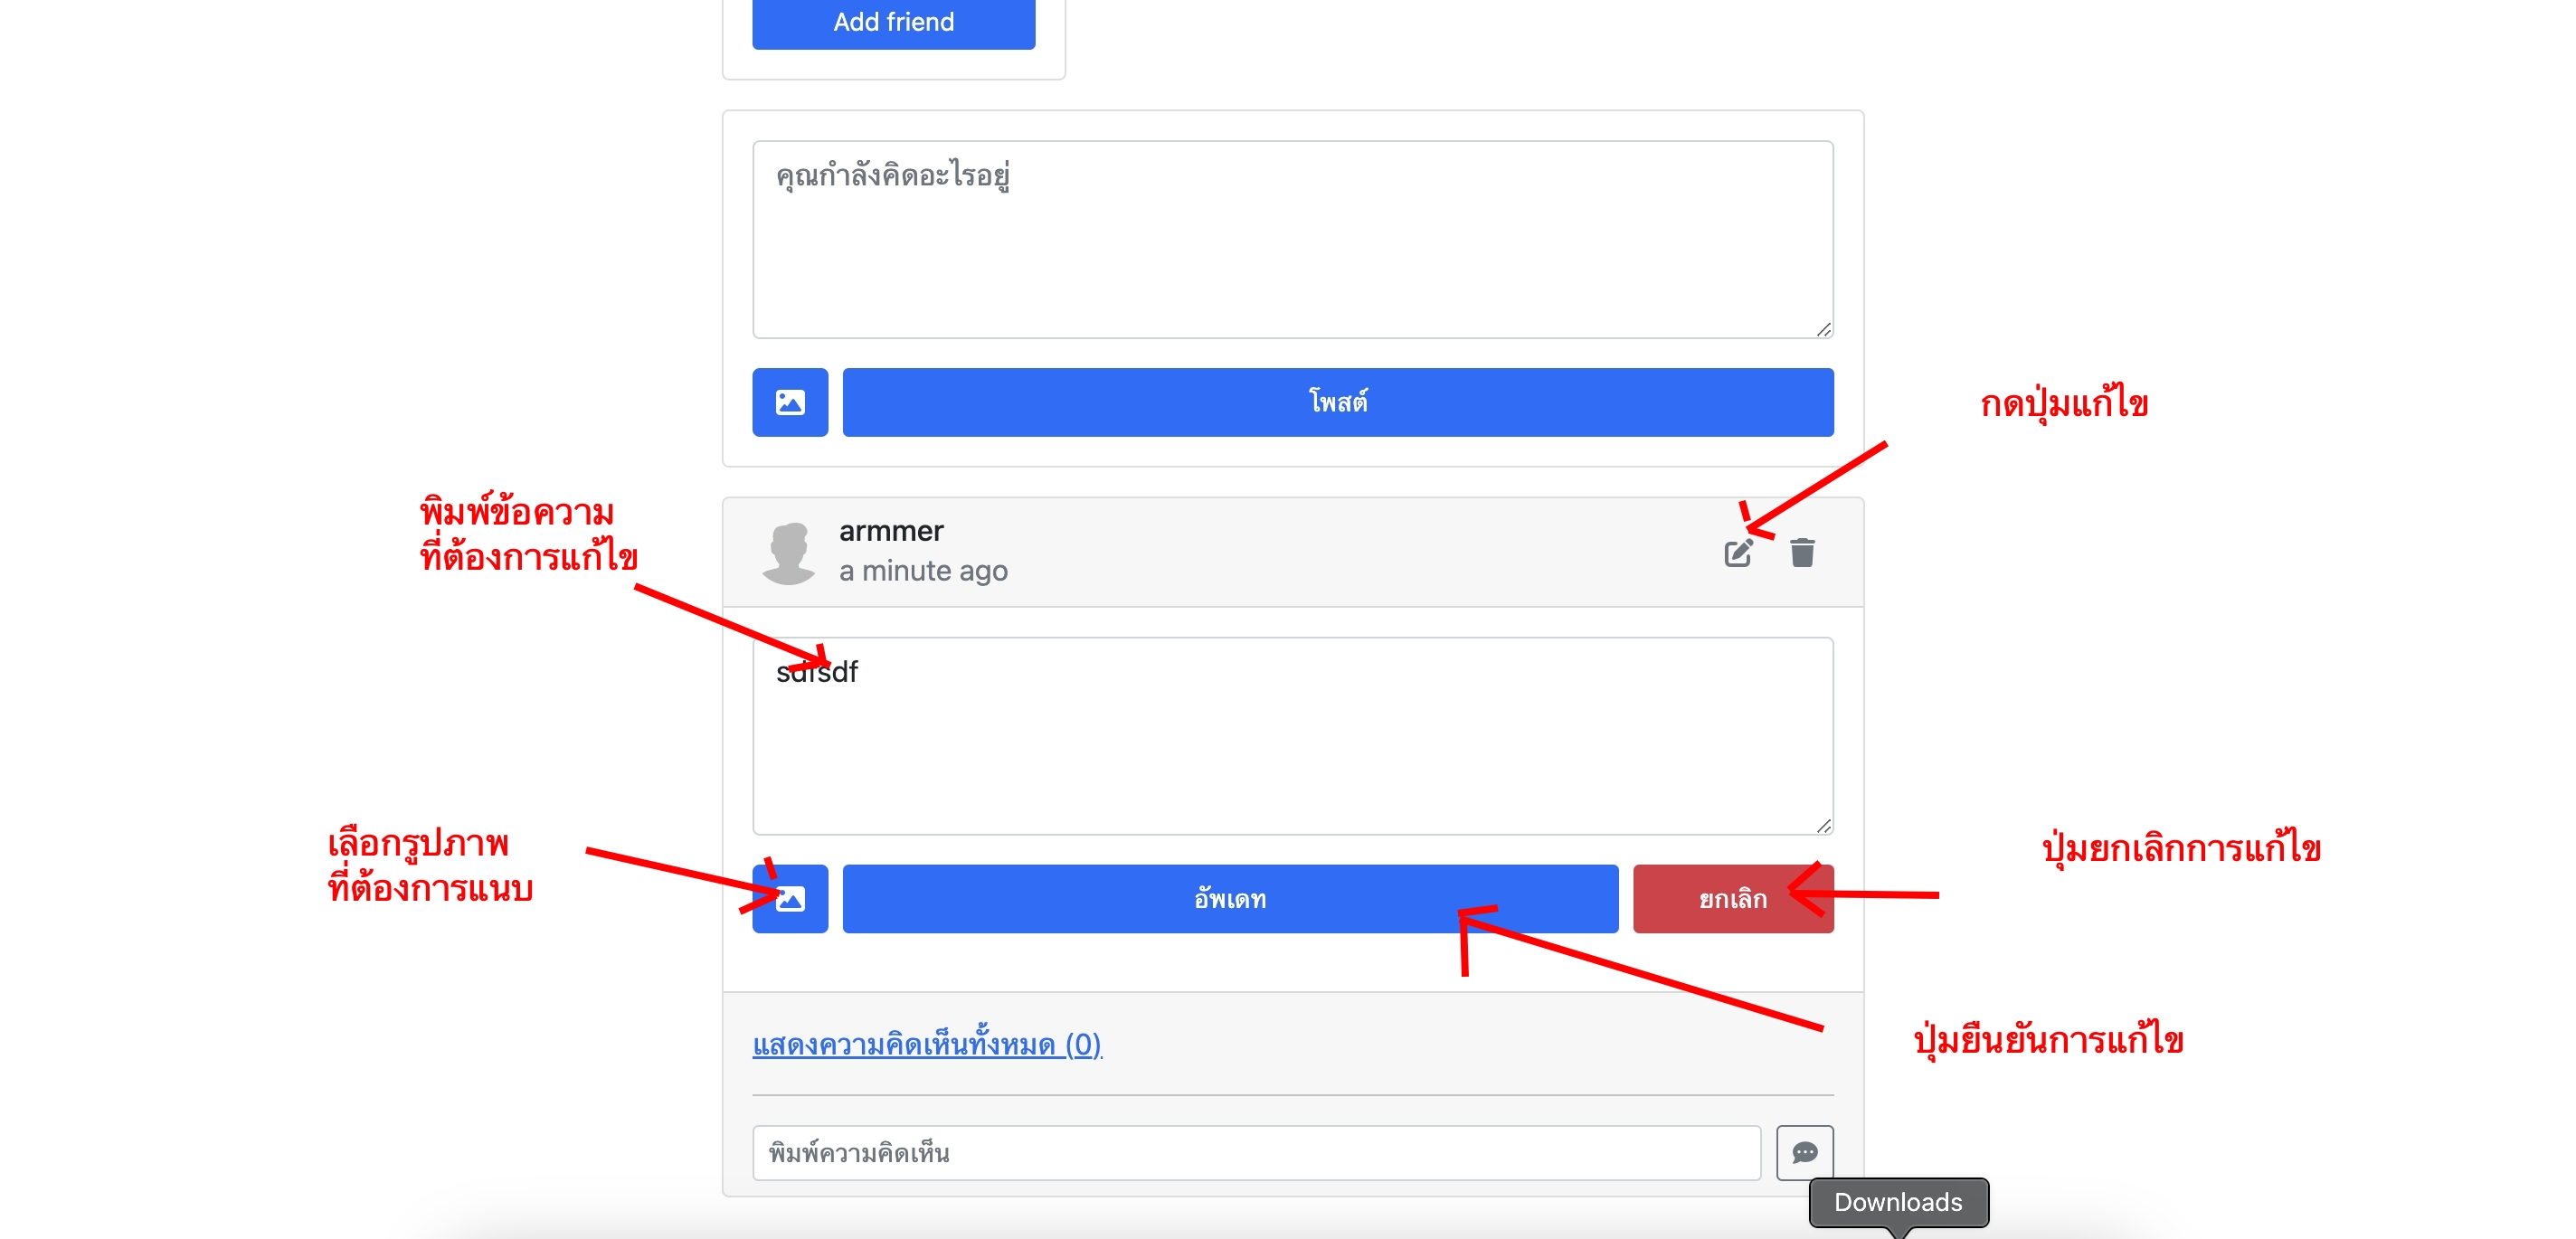 Add friend
คุณกำลังคิดอะไรอยู่
โพสต์
กดปุ่มแก้ไข
พิมพ์ข้อความ
ที่ต้องการแก้ไข
armmer
a minute ago
sdfsdf
เลือกรูปภาพ
ที่ต้องการแนบ
อัพเดท
ยกเลิก
ปุ่มยกเลิกการแก้ไข
ปุ่มยืนยันการแก้ไข
แสดงความคิดเห็นทั้งหมด (0)
พิมพ์ความคิดเห็น
Downloads